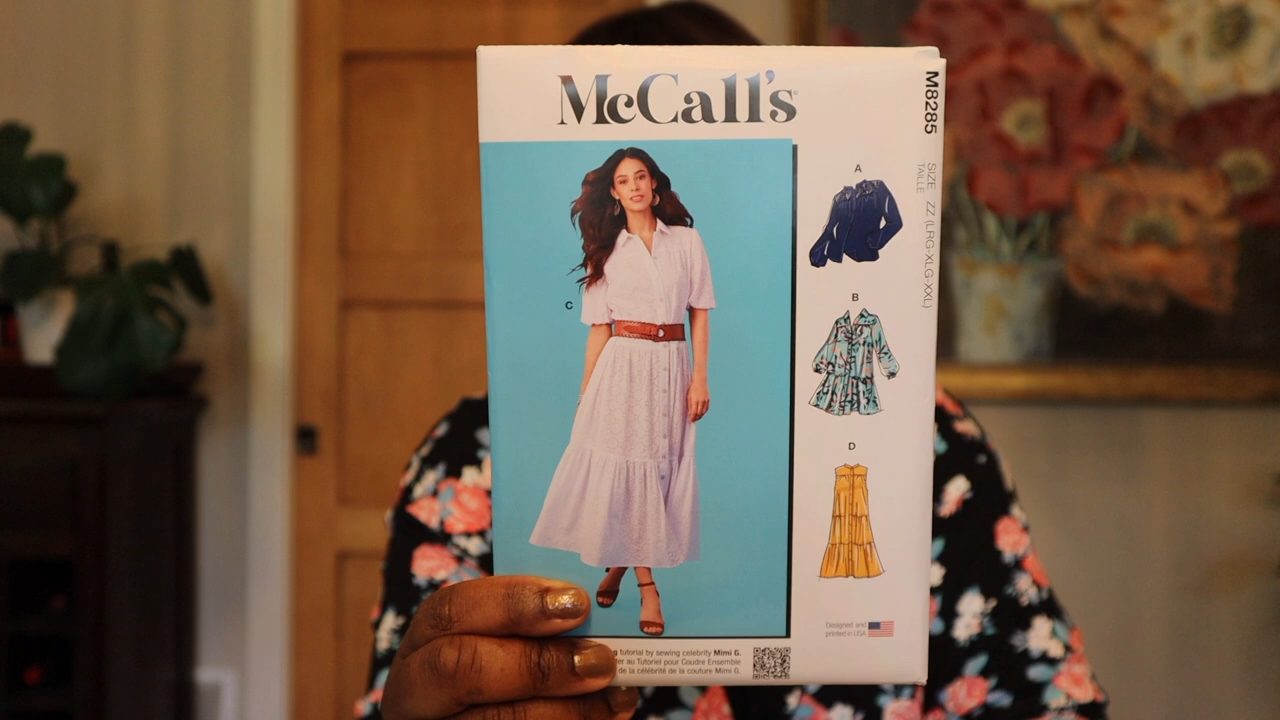 McCall's
M8285
SIZE ZZ (LRG-XLG-XXL)
TAILLE
A
C
B
D
Designed and
printed in USA
tutorial by sewing celebrity Mimi G.
au Tutoriel pour Coudre Ensemble
de la célébrité de la couture Mimi G.